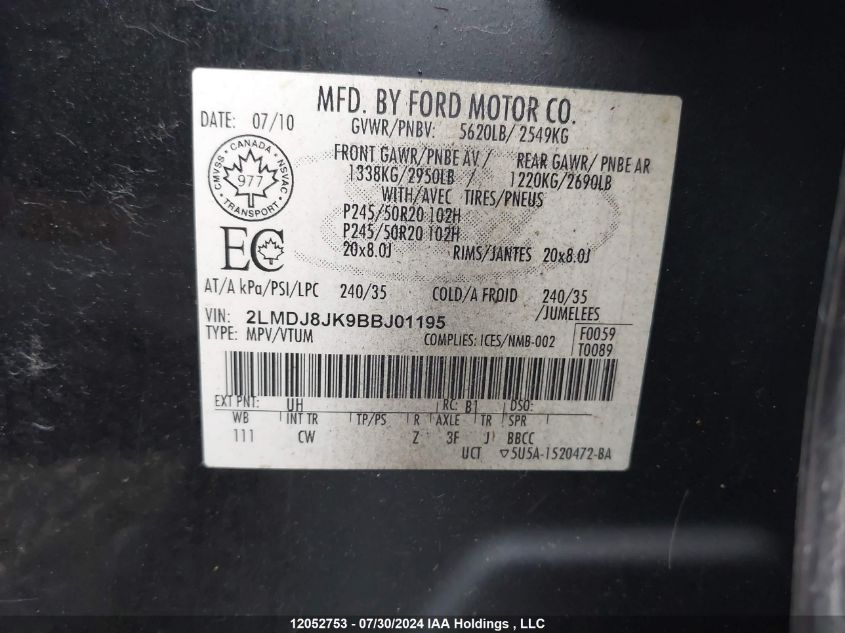 MFD. BY FORD MOTOR CO.
DATE: 07/10
GVWR/PNBV: 5620LB/ 2549KG
FRONT GAWR/PNBE AV / REAR GAWR/ PNBE AR
1338KG/2950LB / 1220KG/2690LB
WITH/AVEC TIRES/PNEUS
CMVSS · CANADA · NSVAC
977
TRANSPORT
P245/50R20 102H
P245/50R20 102H
EC
20x8.0J RIMS/JANTES 20x8.0J
AT/A kPa/PSI/LPC 240/35 COLD/A FROID 240/35
/JUMELEES
VIN: 2LMDJ8JK9BBJ01195
TYPE: MPV/VTUM COMPLIES: ICES/NMB-002
F0059
T0089
EXT PNT: UH RC: B1 DSO:
WB INT TR TP/PS R AXLE TR SPR
111 CW Z 3F J BBCC
UCT ▽5U5A-1520472-BA
12052753 - 07/30/2024 IAA Holdings , LLC